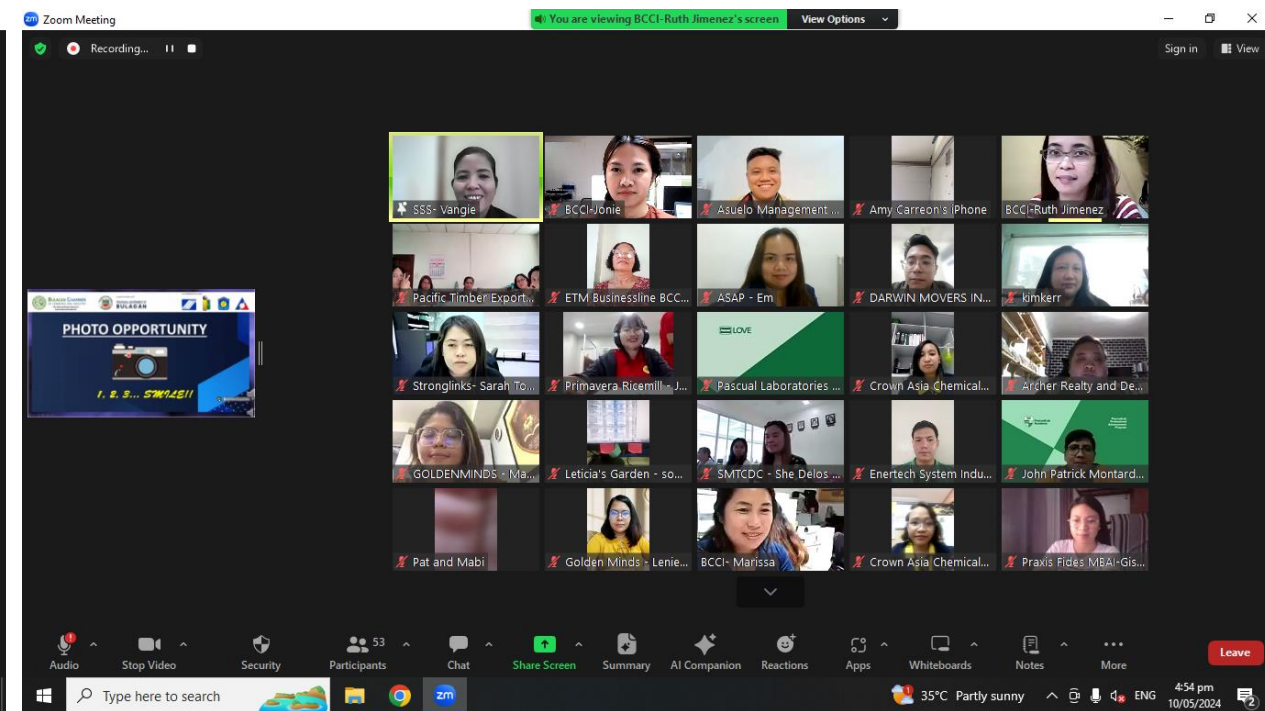 Zoom Meeting
You are viewing BCCI-Ruth Jimenez's screen View Options
Recording...
Sign in View
SSS- Vangie
BCCI-Jonie
Asuelo Management ...
Amy Carreon's iPhone
BCCI-Ruth Jimenez
Pacific Timber Export...
ETM Businessline BCC...
ASAP - Em
DARWIN MOVERS IN...
kimkerr
BULACAN CHAMBER
BULACAN
PHOTO OPPORTUNITY
1, 2, 3... SMILE!!
Stronglinks- Sarah To...
Primavera Ricemill - J...
LOVE
Pascual Laboratories ...
Crown Asia Chemical...
Archer Realty and De...
GOLDENMINDS - Ma...
Leticia's Garden - so...
SMTCDC - She Delos ...
Enertech System Indu...
John Patrick Montard...
Pat and Mabi
Golden Minds - Lenie...
BCCI- Marissa
Crown Asia Chemical...
Praxis Fides MBAI-Gis...
53
Audio
Stop Video
Security
Participants
Chat
Share Screen
Summary
AI Companion
Reactions
Apps
Whiteboards
Notes
More
Leave
Type here to search
zm
35°C Partly sunny
ENG
4:54 pm
10/05/2024
2